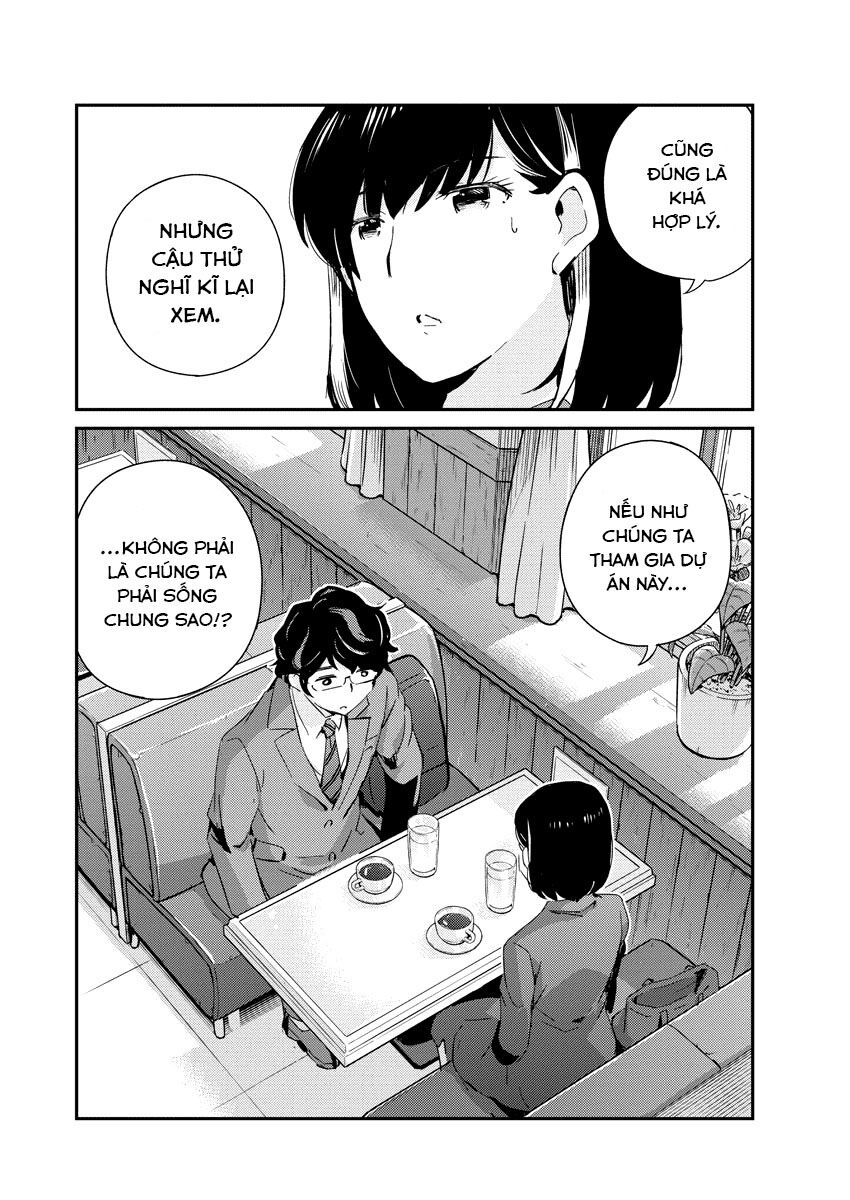 CŨNG
ĐÚNG LÀ
KHÁ
HỢP LÝ.
NHƯNG
CẬU THỬ
NGHĨ KĨ LẠI
XEM.
NẾU NHƯ
CHÚNG TA
THAM GIA DỰ
ÁN NÀY...
...KHÔNG PHẢI
LÀ CHÚNG TA
PHẢI SỐNG
CHUNG SAO!?